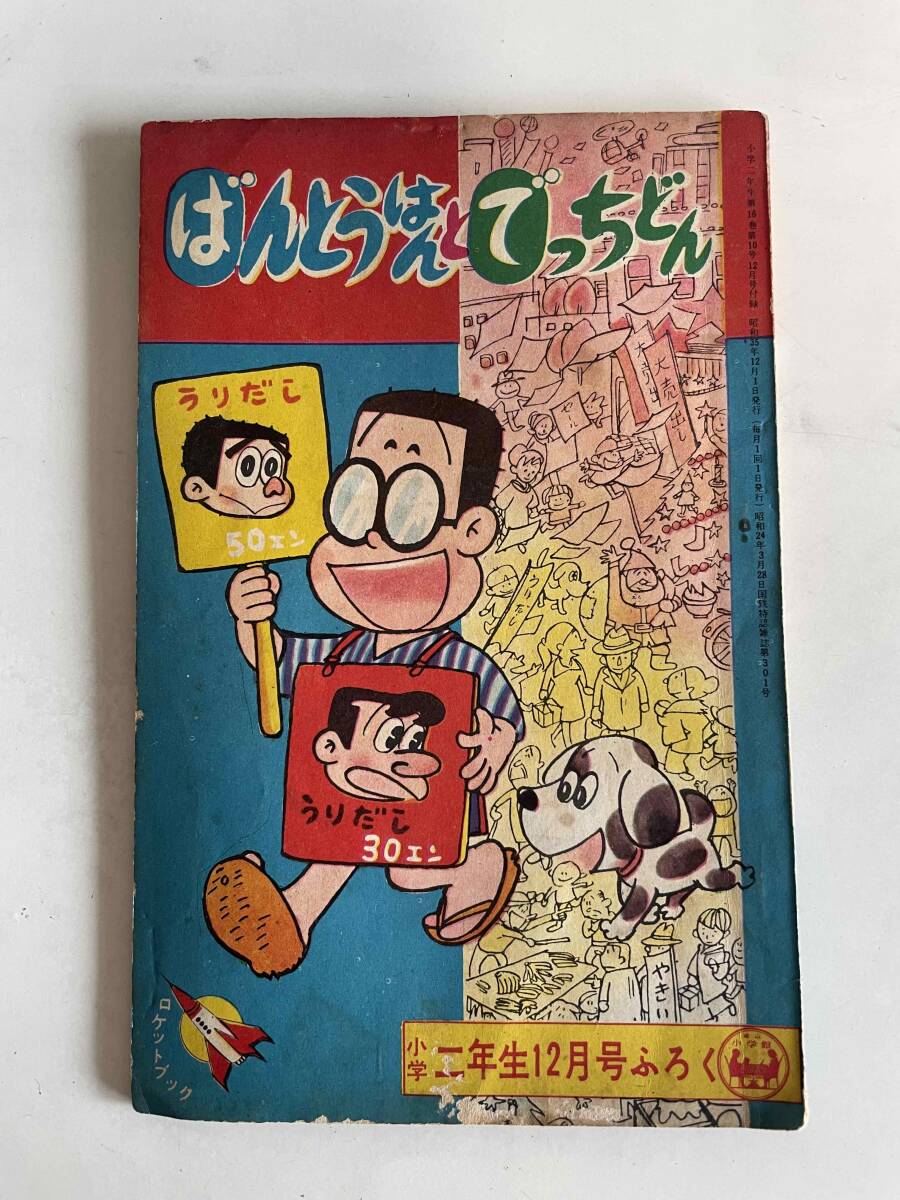 ばんとうはんとでっちどん
小学二年生第16巻第10号12月号付録 昭和35年12月1日発行(毎月1回1日発行)昭和24年3月28日国鉄特認雑誌第301号
うりだし
50エン
うりだし
30エン
大売出し
うりだし
やきい
ロケットブック
小学二年生12月号ふろく
小学館